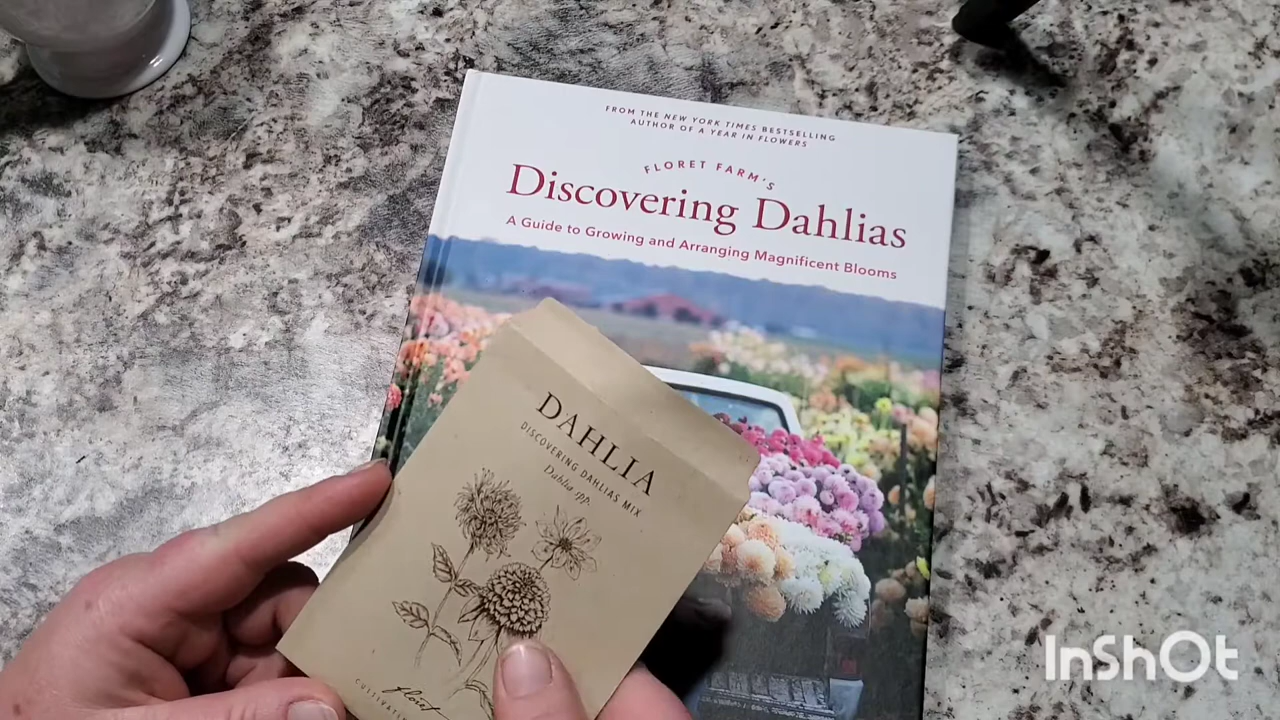 FROM THE NEW YORK TIMES BESTSELLING
AUTHOR OF A YEAR IN FLOWERS
FLORET FARM'S
Discovering Dahlias
A Guide to Growing and Arranging Magnificent Blooms
DAHLIA
DISCOVERING DAHLIAS MIX
Dahlia spp.
floret
InShOt